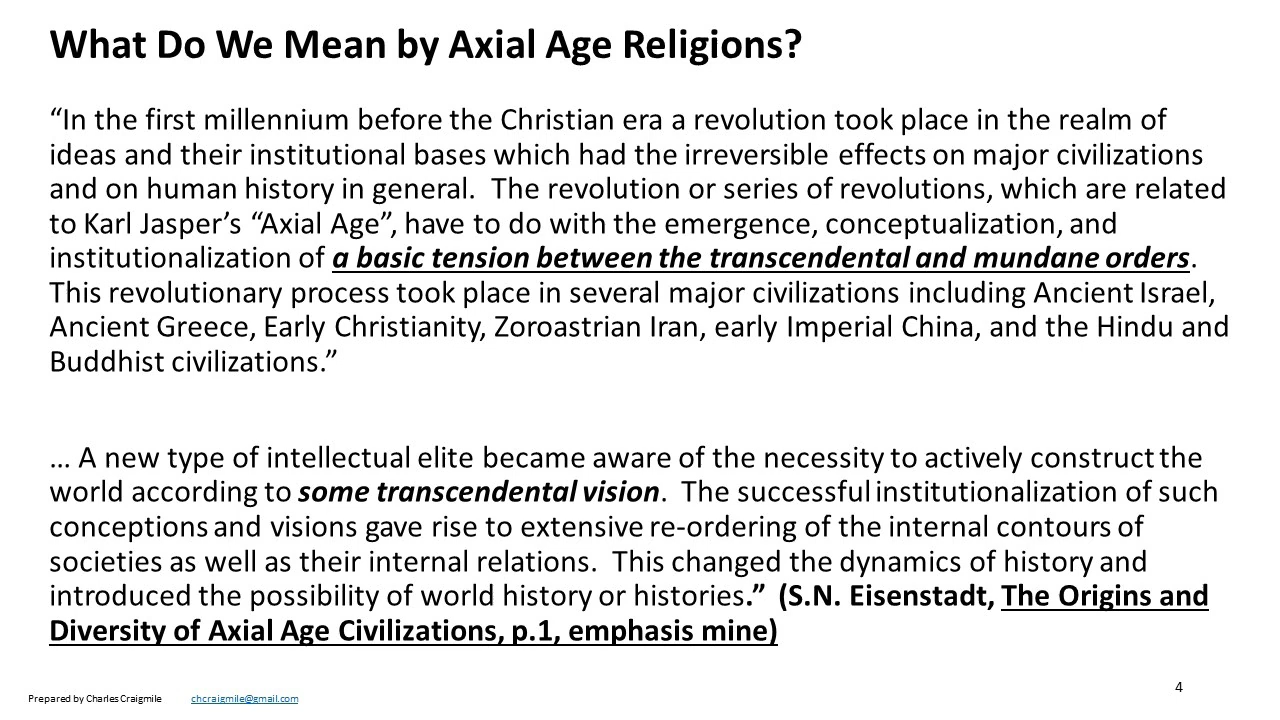 What Do We Mean by Axial Age Religions?
“In the first millennium before the Christian era a revolution took place in the realm of
ideas and their institutional bases which had the irreversible effects on major civilizations
and on human history in general.  The revolution or series of revolutions, which are related
to Karl Jasper’s “Axial Age”, have to do with the emergence, conceptualization, and
institutionalization of a basic tension between the transcendental and mundane orders.
This revolutionary process took place in several major civilizations including Ancient Israel,
Ancient Greece, Early Christianity, Zoroastrian Iran, early Imperial China, and the Hindu and
Buddhist civilizations.”
… A new type of intellectual elite became aware of the necessity to actively construct the
world according to some transcendental vision.  The successful institutionalization of such
conceptions and visions gave rise to extensive re-ordering of the internal contours of
societies as well as their internal relations.  This changed the dynamics of history and
introduced the possibility of world history or histories.”  (S.N. Eisenstadt, The Origins and
Diversity of Axial Age Civilizations, p.1, emphasis mine)
Prepared by Charles Craigmile chcraigmile@gmail.com
4